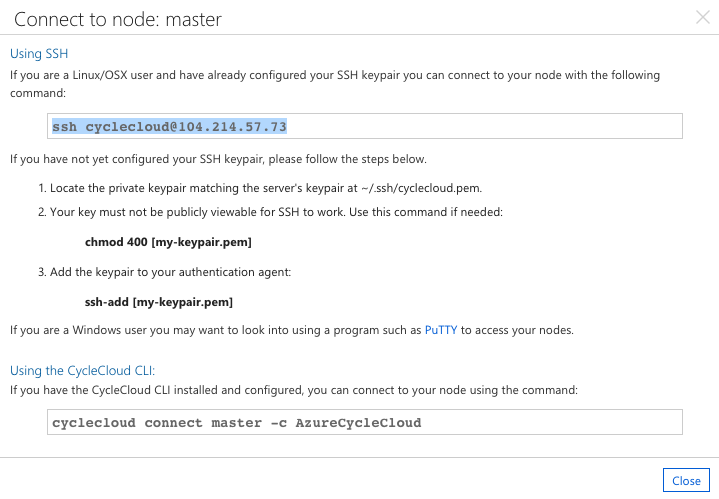 Connect to node: master
Using SSH
If you are a Linux/OSX user and have already configured your SSH keypair you can connect to your node with the following
command:
ssh cyclecloud@104.214.57.73
If you have not yet configured your SSH keypair, please follow the steps below.
1. Locate the private keypair matching the server's keypair at ~/.ssh/cyclecloud.pem.
2. Your key must not be publicly viewable for SSH to work. Use this command if needed:
chmod 400 [my-keypair.pem]
3. Add the keypair to your authentication agent:
ssh-add [my-keypair.pem]
If you are a Windows user you may want to look into using a program such as PuTTY to access your nodes.
Using the CycleCloud CLI:
If you have the CycleCloud CLI installed and configured, you can connect to your node using the command:
cyclecloud connect master -c AzureCycleCloud
Close